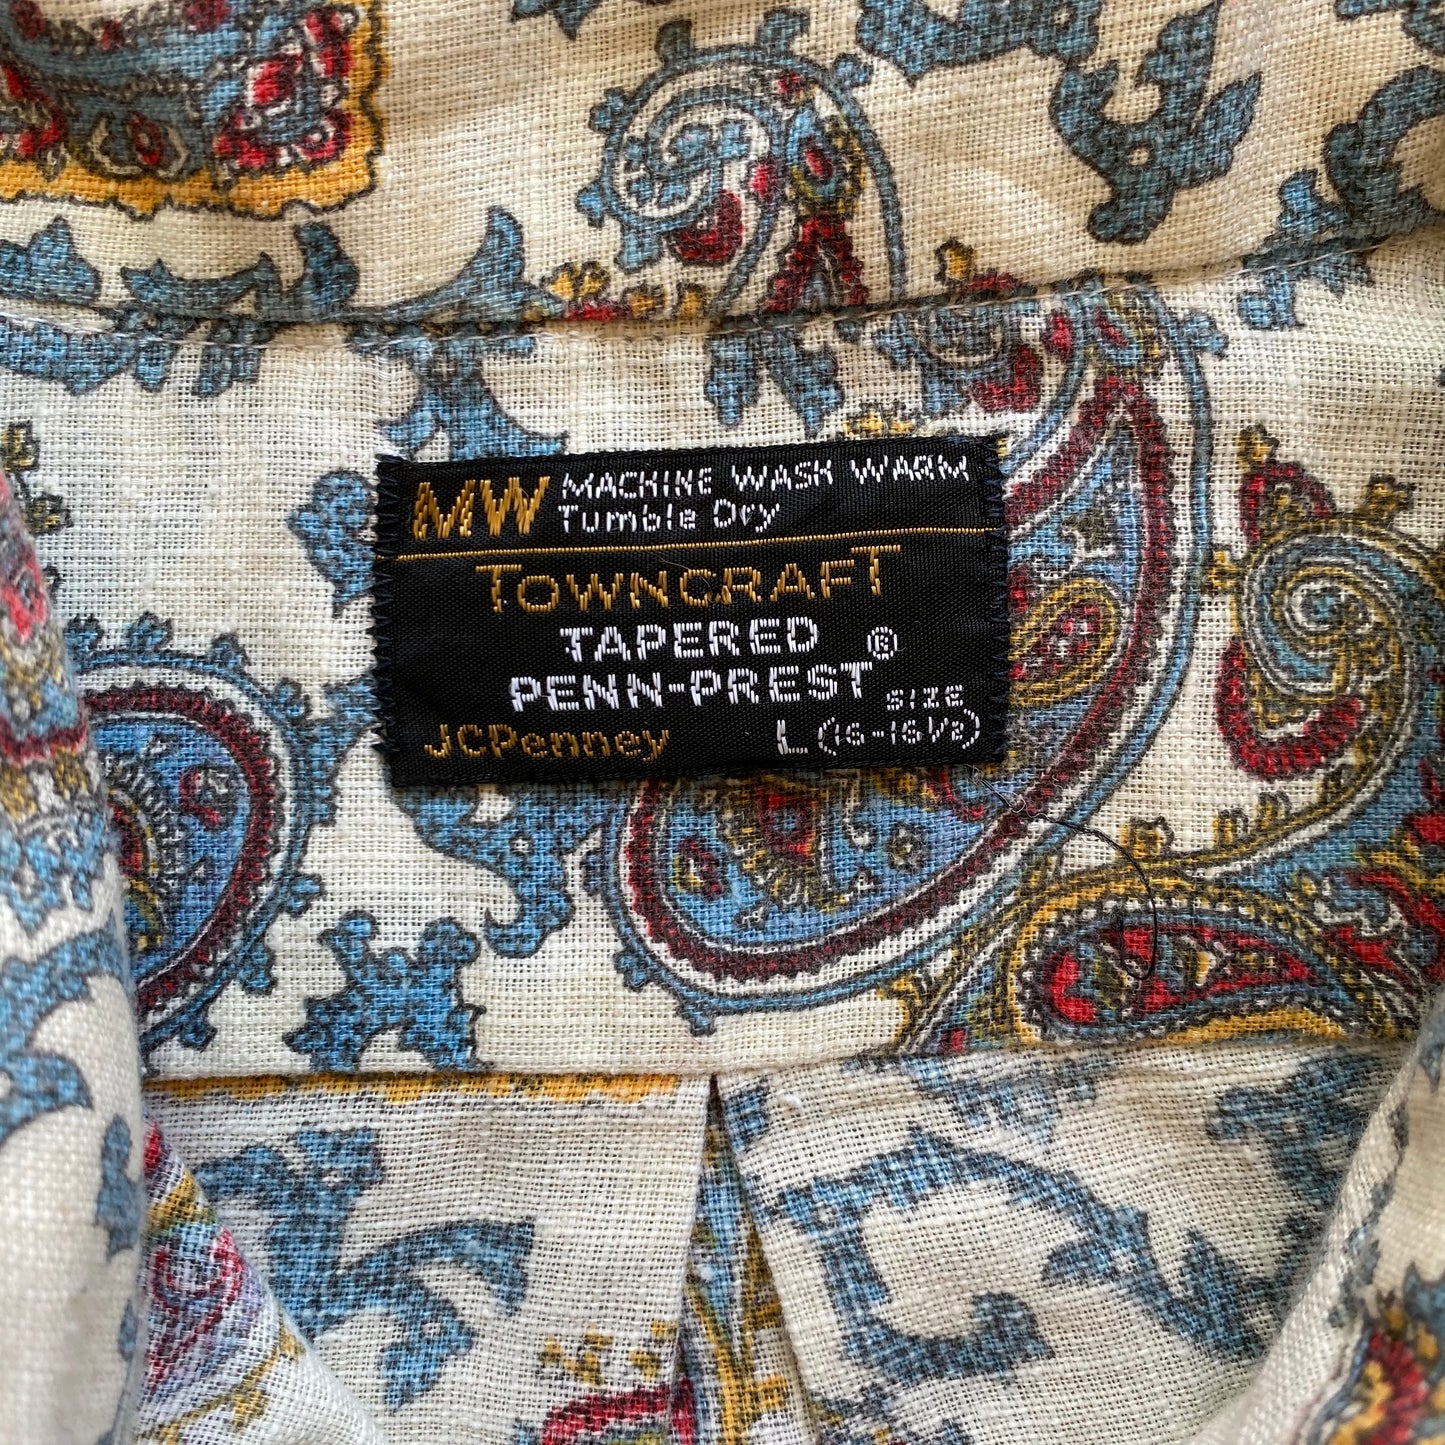 MW MACHINE WASH WARM
Tumble Dry
TOWNCRAFT
TAPERED
PENN-PREST®
JCPenney L SIZE (16-16½)